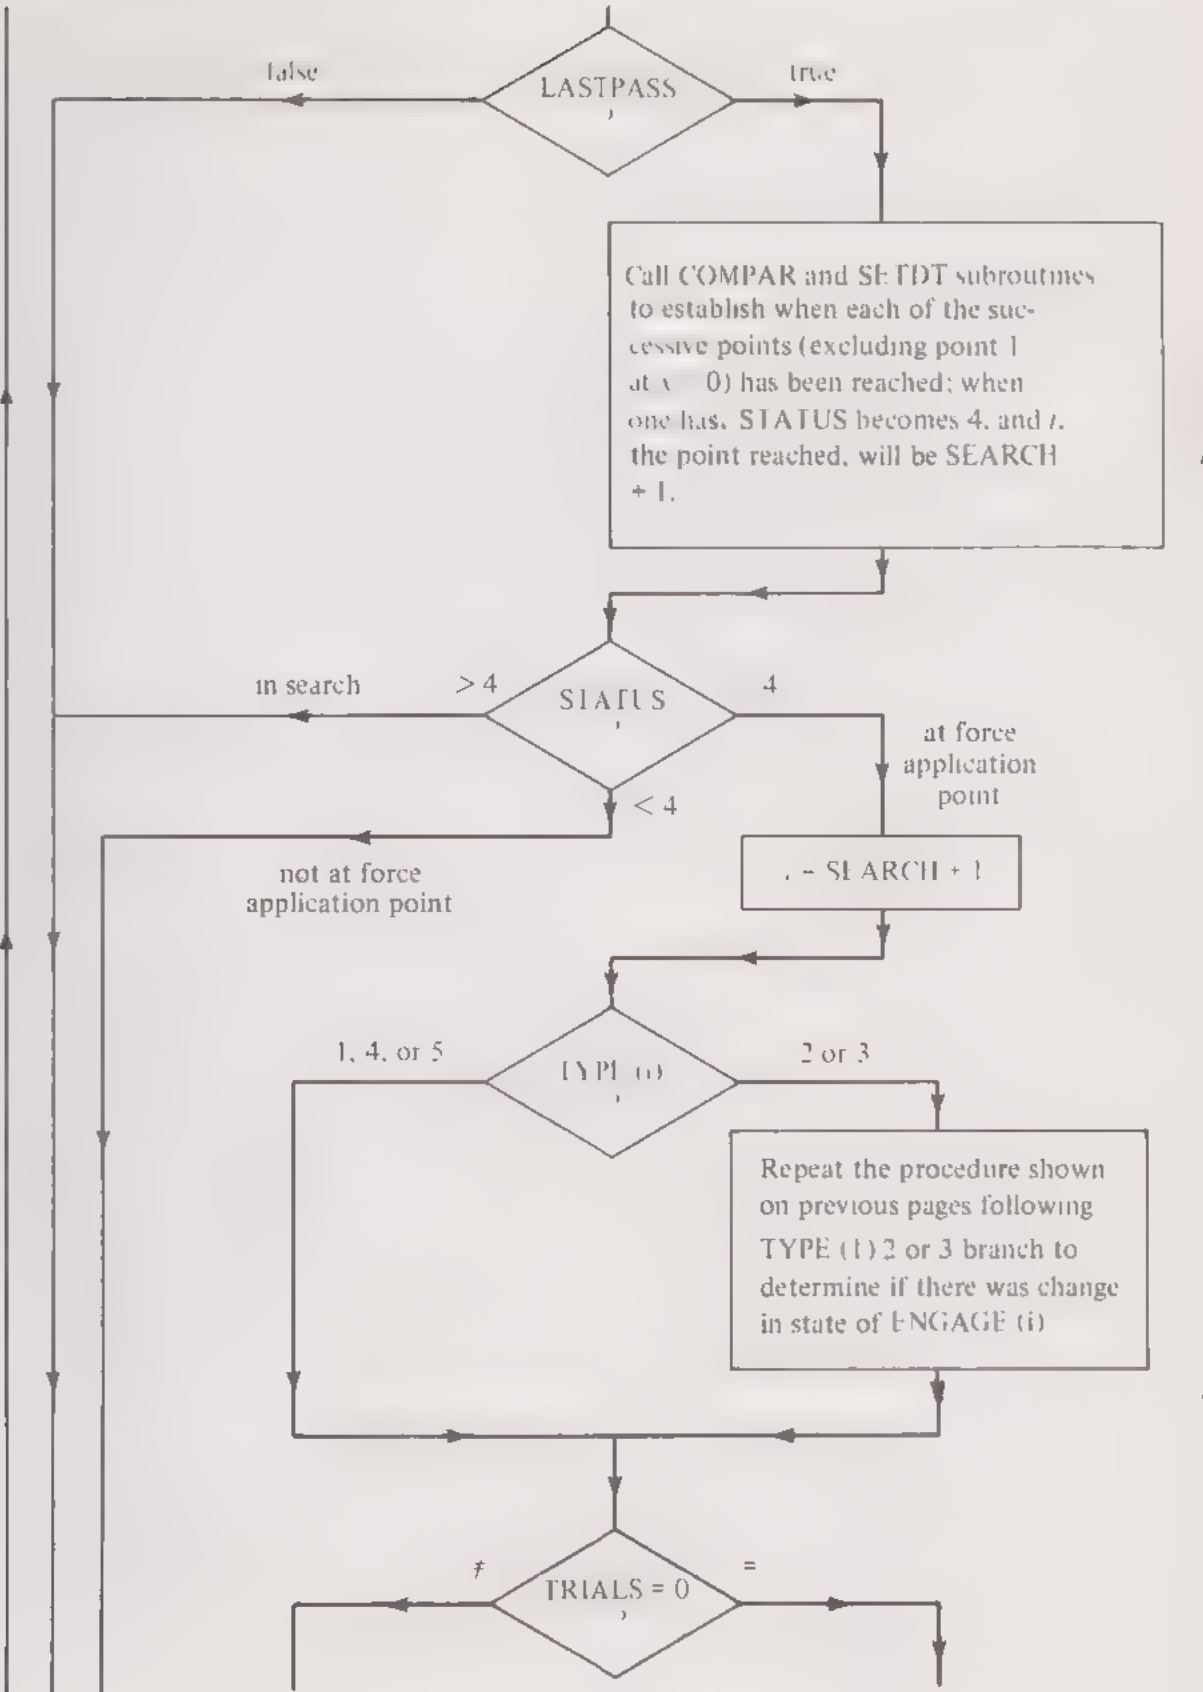 false
true
LASTPASS
?
Call COMPAR and SETDT subroutines
to establish when each of the suc-
cessive points (excluding point 1
at x 0) has been reached; when
one has, STATUS becomes 4, and i,
the point reached, will be SEARCH
+ 1.
in search
> 4
STATUS
?
4
at force
application
point
< 4
not at force
application point
i = SEARCH + 1
1, 4, or 5
TYPE (i)
?
2 or 3
Repeat the procedure shown
on previous pages following
TYPE (1) 2 or 3 branch to
determine if there was change
in state of ENGAGE (i)
≠
TRIALS = 0
?
=